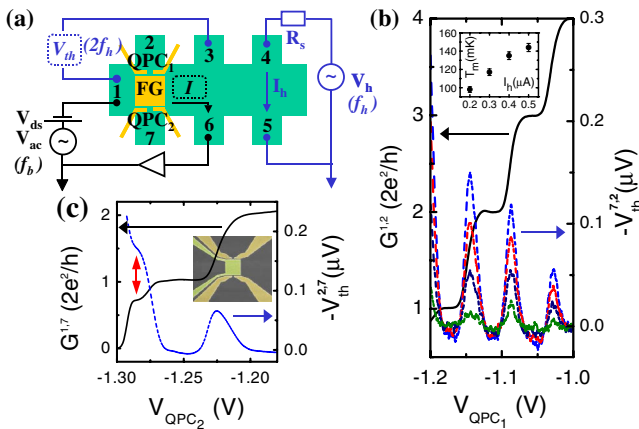 (a)
V_th (2f_h)
2
3
4
R_s
QPC_1
1
FG
I
I_h
V_h
(f_h)
V_ds
V_ac
(f_b)
QPC_2
7
6
5
(b)
G^{1,2} (2e²/h)
4
3
2
1
-1.2
-1.1
-1.0
V_QPC_1 (V)
0.3
0.2
0.1
0.0
-V_th^{7,2}(μV)
160
140
120
100
T_m(mK)
I_h(μA)
0.2 0.3 0.4 0.5
(c)
G^{1,7} (2e²/h)
2
1
0
-1.30
-1.25
-1.20
V_QPC_2 (V)
0.2
0.1
0.0
-V_th^{2,7}(μV)